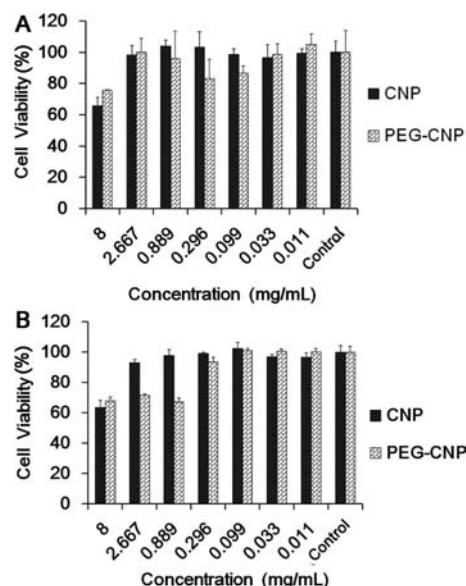 A
Cell Viability (%)
120
100
80
60
40
20
0
8
2.667
0.889
0.296
0.099
0.033
0.011
Control
Concentration (mg/mL)
CNP
PEG-CNP
B
Cell Viability (%)
120
100
80
60
40
20
0
8
2.667
0.889
0.296
0.099
0.033
0.011
Control
Concentration (mg/mL)
CNP
PEG-CNP